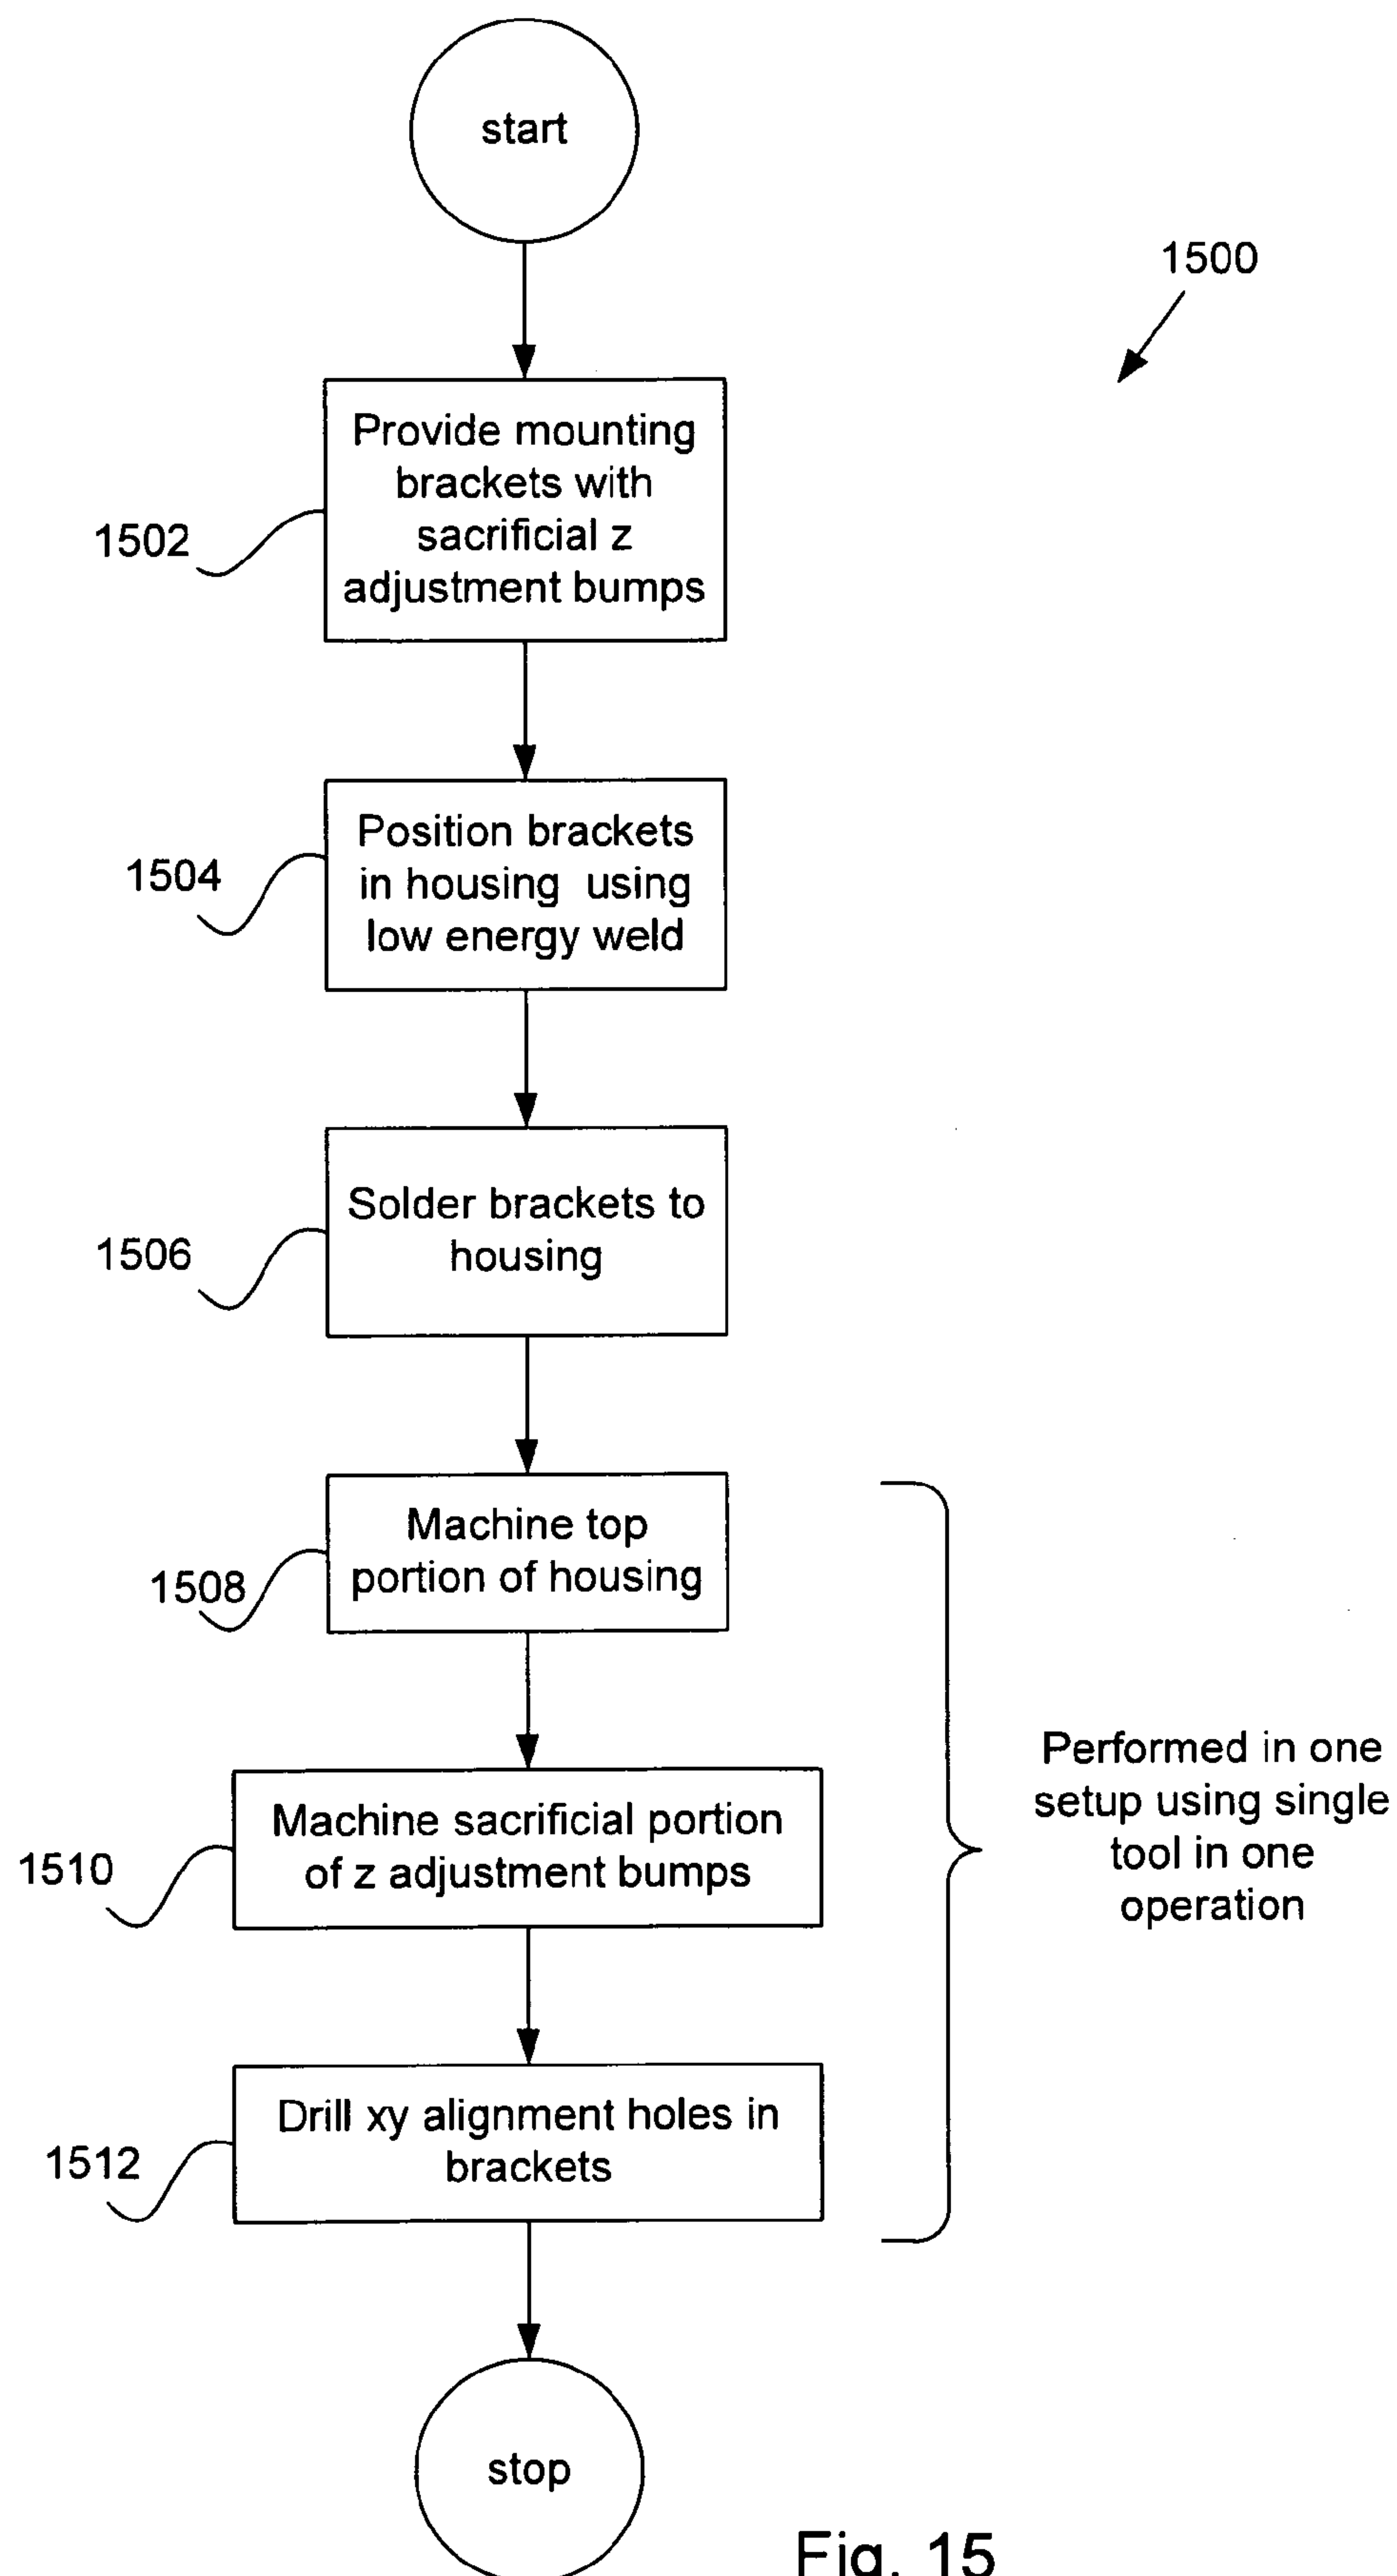 start
1500
Provide mounting
brackets with
sacrificial z
adjustment bumps
1502
Position brackets
in housing using
low energy weld
1504
Solder brackets to
housing
1506
Machine top
portion of housing
1508
Performed in one
setup using single
tool in one
operation
Machine sacrificial portion
of z adjustment bumps
1510
Drill xy alignment holes in
brackets
1512
stop
Fig. 15